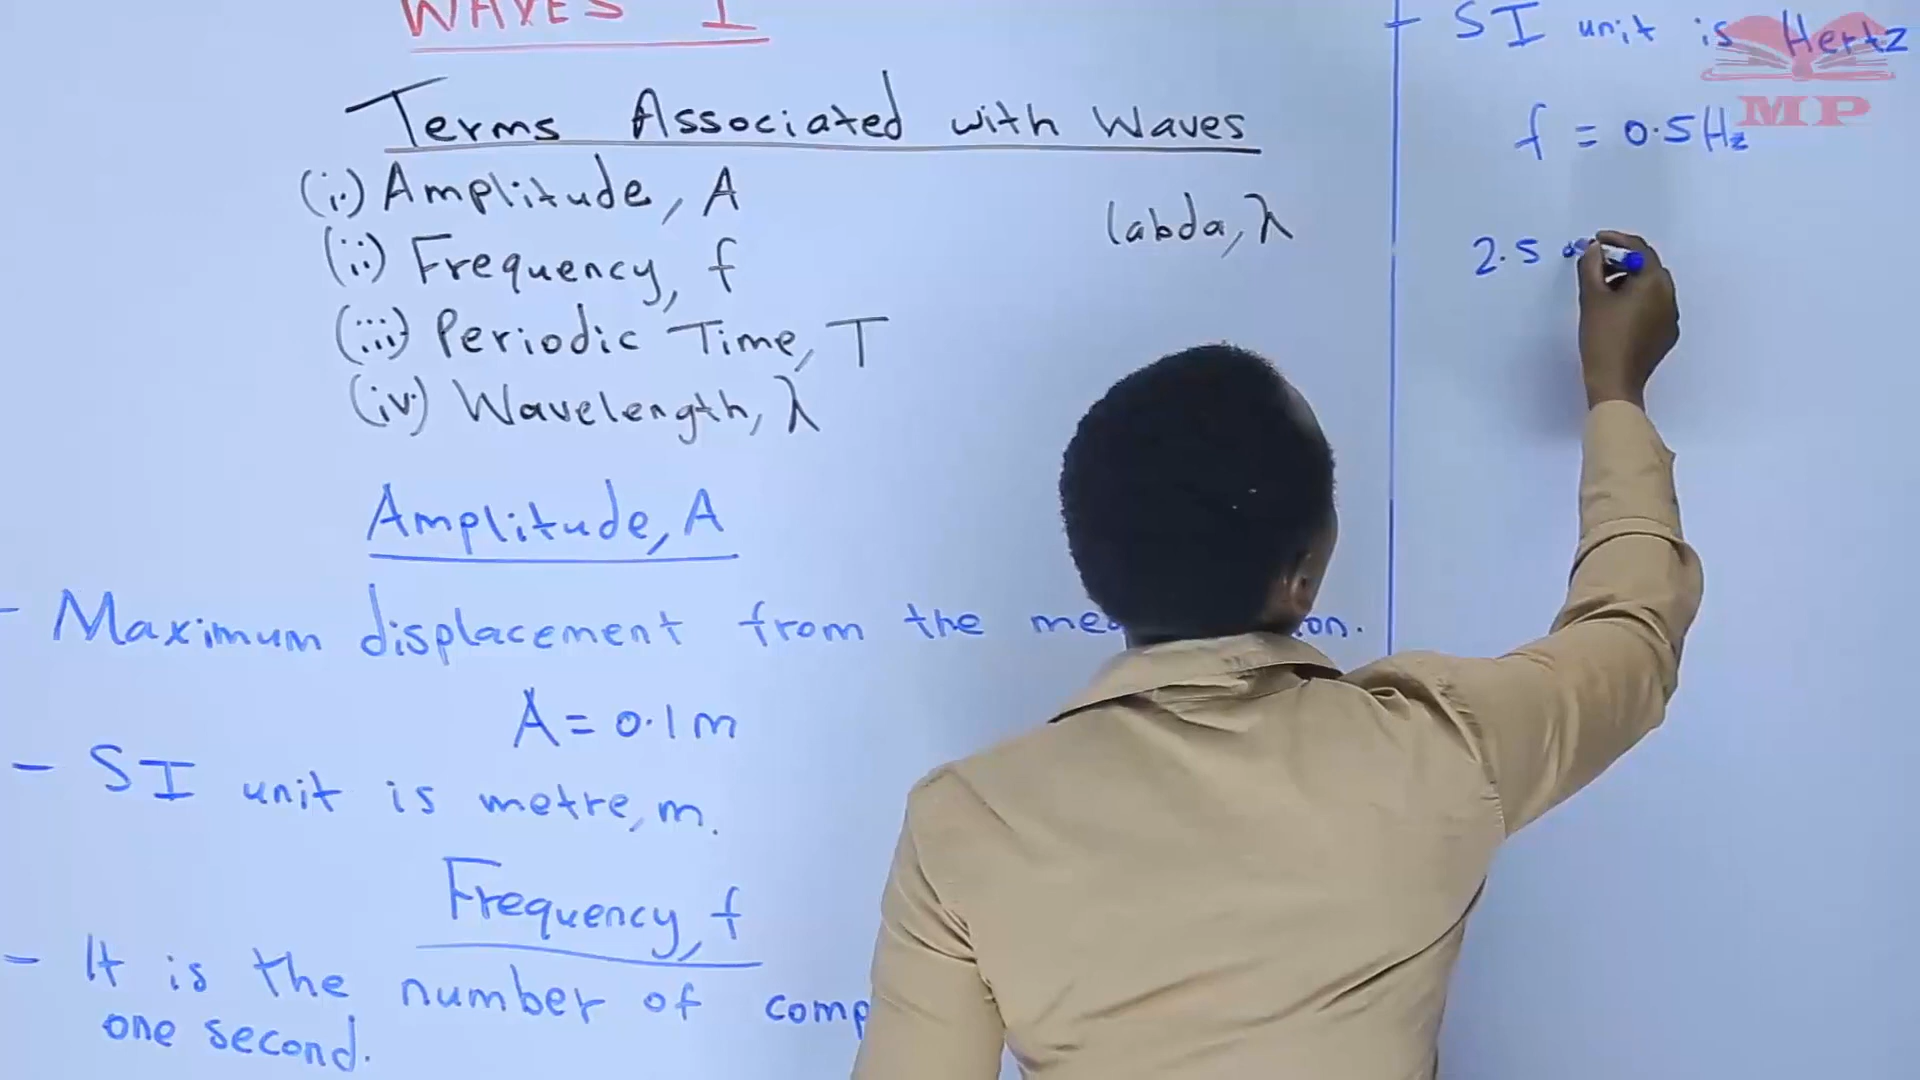 WAVES I
Terms Associated with Waves
(i) Amplitude, A
labda, λ
(ii) Frequency, f
(iii) Periodic Time, T
(iv) Wavelength, λ
Amplitude, A
- Maximum displacement from the
A = 0.1m
- SI unit is metre, m.
Frequency, f
- It is the number of
one second.
- SI unit is Hertz
f = 0.5Hz
2.5
MP